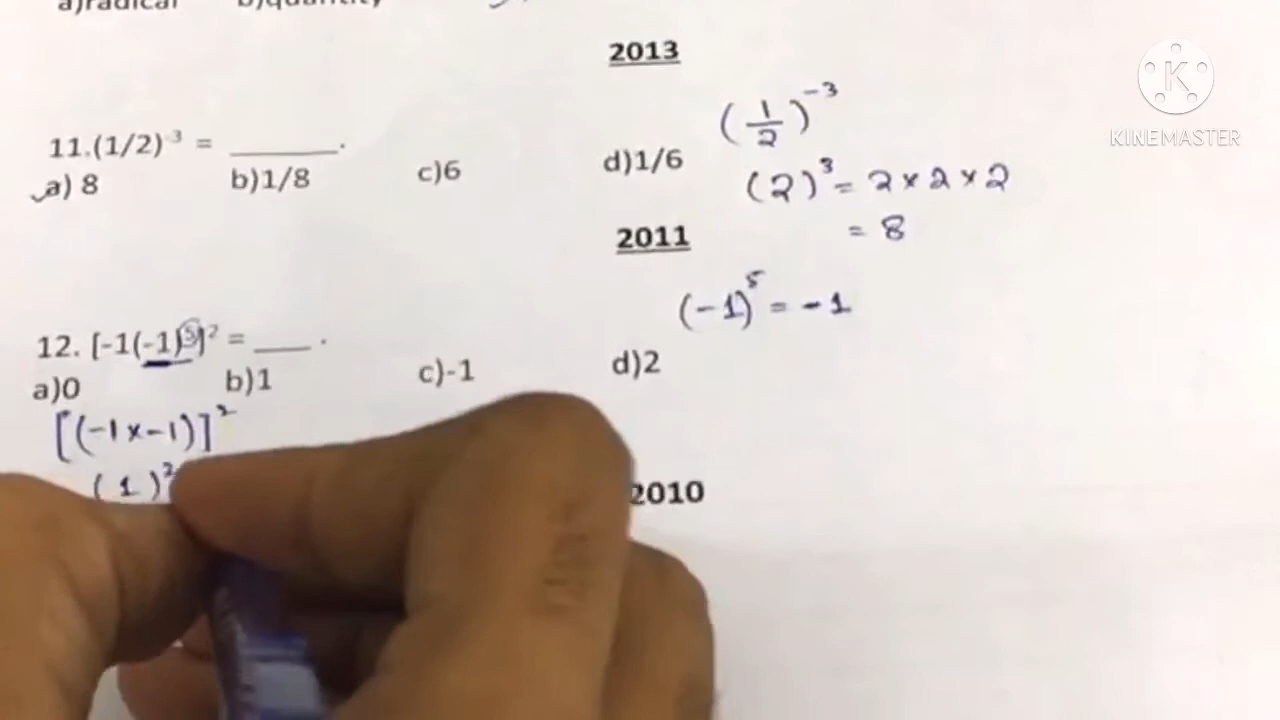 a)radical b)quantity
2013
11.(1/2)⁻³ = ______.
a) 8 b)1/8 c)6 d)1/6
(1/2)⁻³
(2)³ = 2 × 2 × 2
= 8
2011
(-1)⁵ = -1
12. [-1(-1)⁵]² = ____ .
a)0 b)1 c)-1 d)2
[(-1×-1)]²
(1)²
2010
KINEMASTER